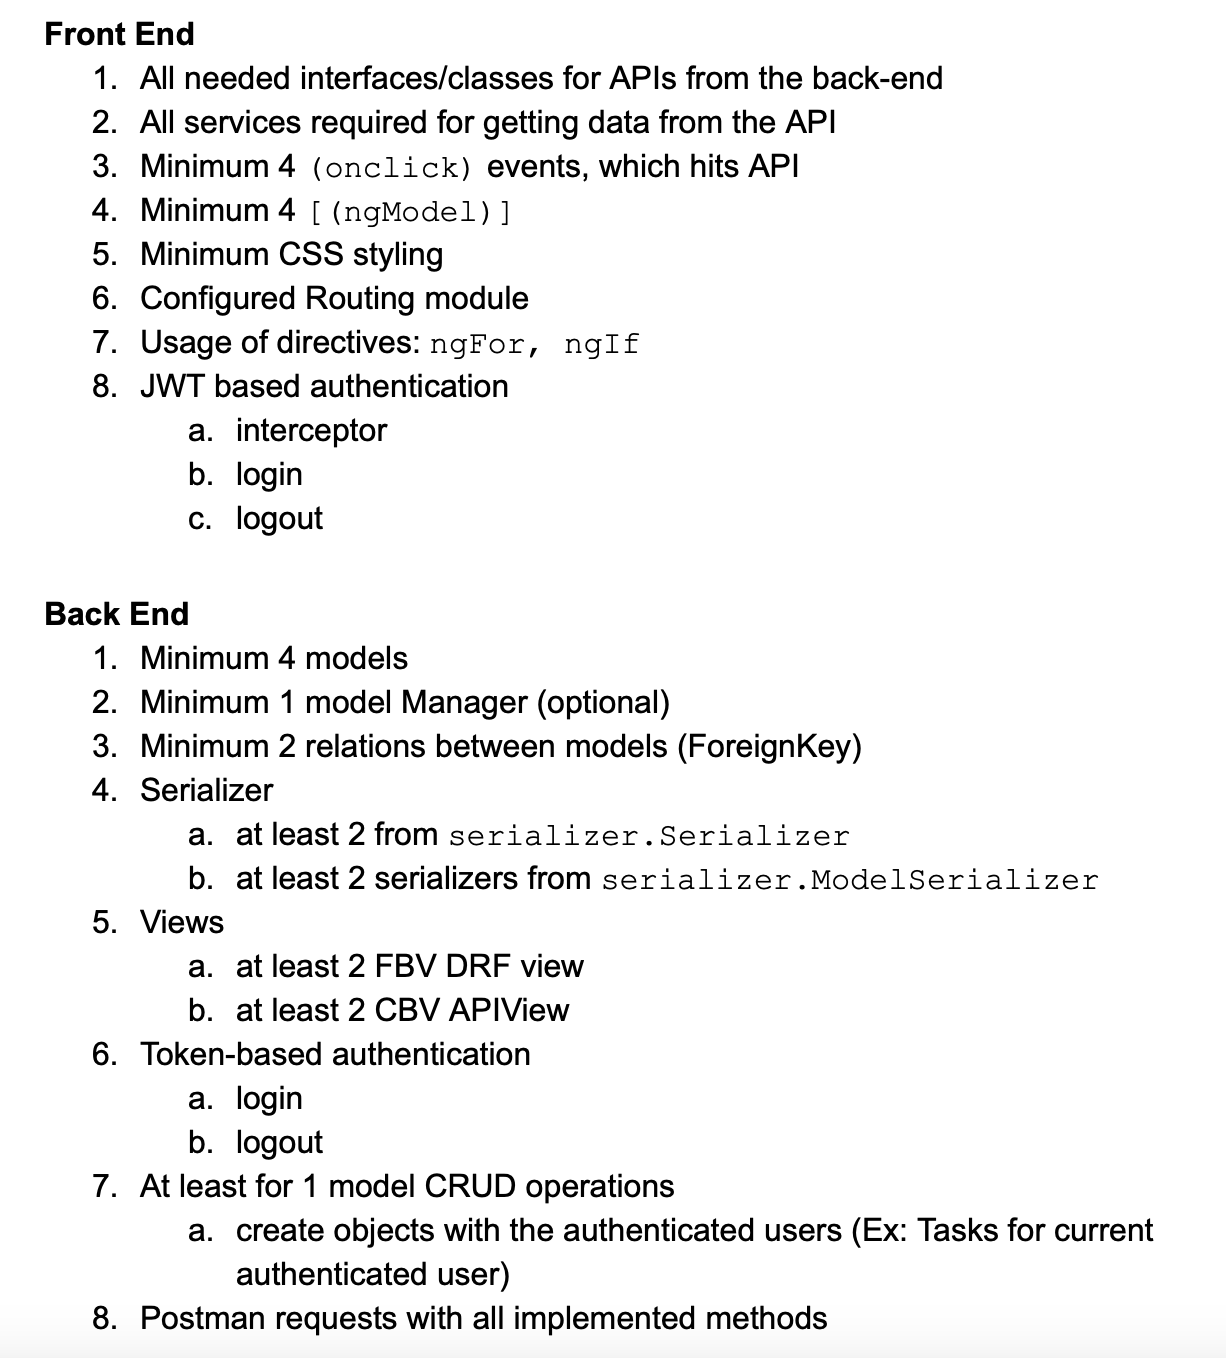 Front End
1. All needed interfaces/classes for APIs from the back-end
2. All services required for getting data from the API
3. Minimum 4 (onclick) events, which hits API
4. Minimum 4 [(ngModel)]
5. Minimum CSS styling
6. Configured Routing module
7. Usage of directives: ngFor, ngIf
8. JWT based authentication
a. interceptor
b. login
c. logout
Back End
1. Minimum 4 models
2. Minimum 1 model Manager (optional)
3. Minimum 2 relations between models (ForeignKey)
4. Serializer
a. at least 2 from serializer.Serializer
b. at least 2 serializers from serializer.ModelSerializer
5. Views
a. at least 2 FBV DRF view
b. at least 2 CBV APIView
6. Token-based authentication
a. login
b. logout
7. At least for 1 model CRUD operations
a. create objects with the authenticated users (Ex: Tasks for current
authenticated user)
8. Postman requests with all implemented methods